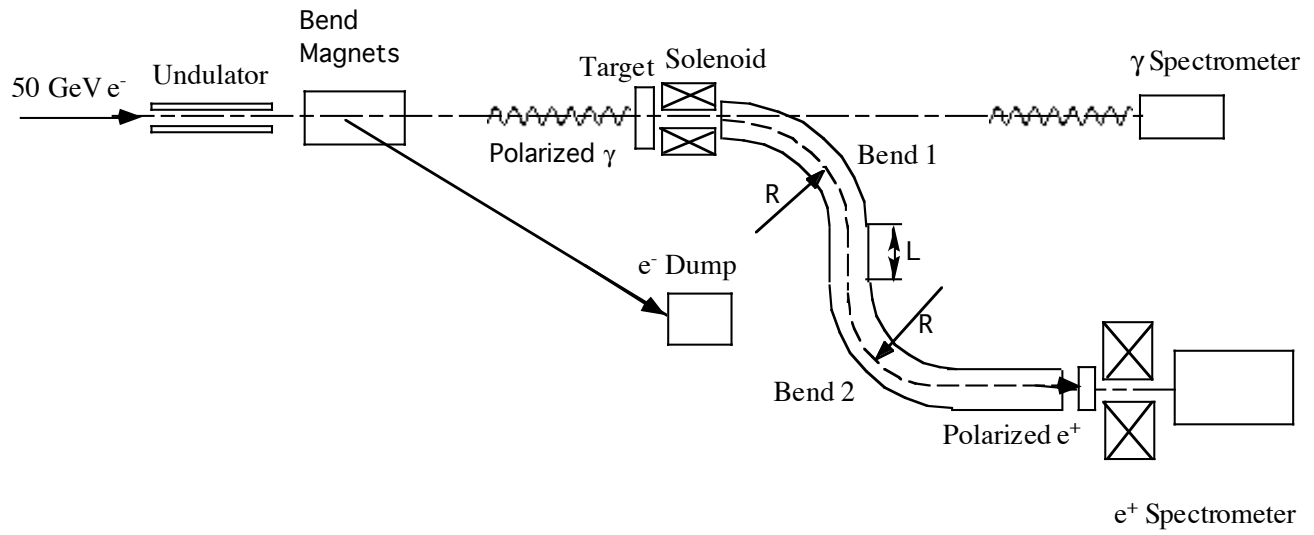 Bend
Magnets
Undulator
50 GeV e⁻
Target
Solenoid
γ Spectrometer
Polarized γ
Bend 1
R
L
e⁻ Dump
R
Bend 2
Polarized e⁺
e⁺ Spectrometer